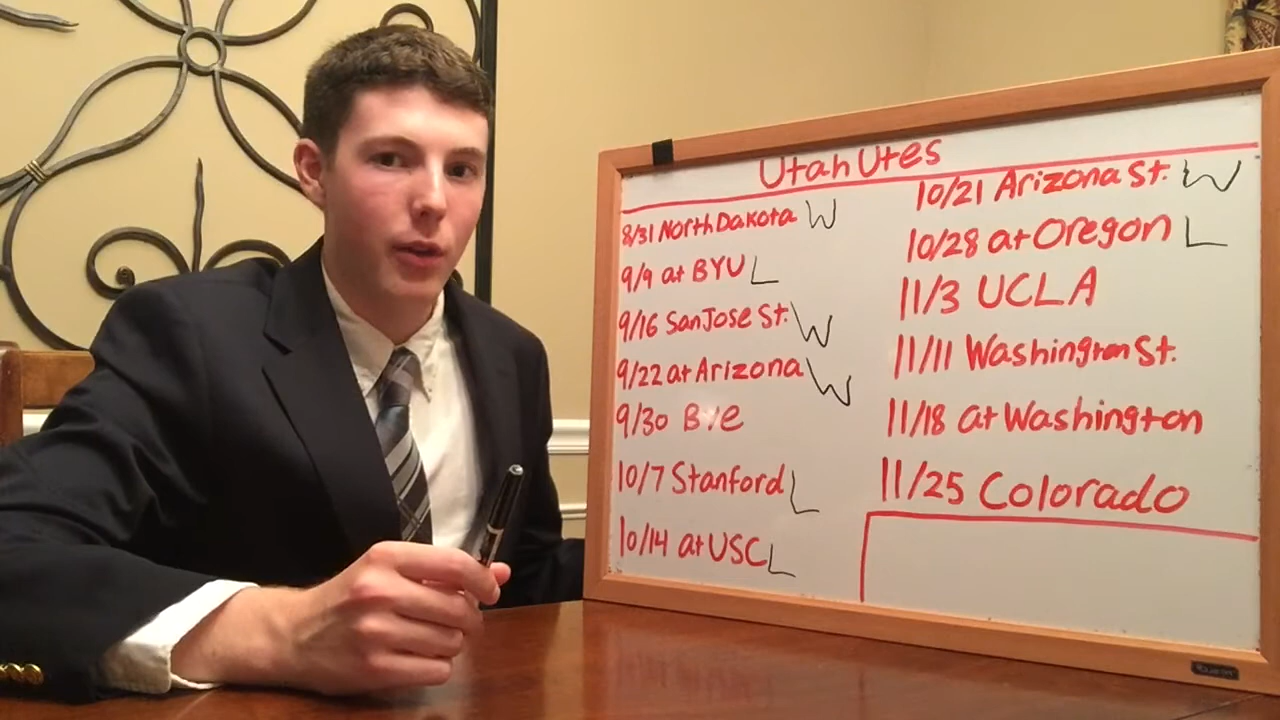 Utah Utes
8/31 North Dakota W
9/9 at BYU L
9/16 San Jose St. W
9/22 at Arizona W
9/30 Bye
10/7 Stanford L
10/14 at USC L
10/21 Arizona St. W
10/28 at Oregon L
11/3 UCLA
11/11 Washington St.
11/18 at Washington
11/25 Colorado